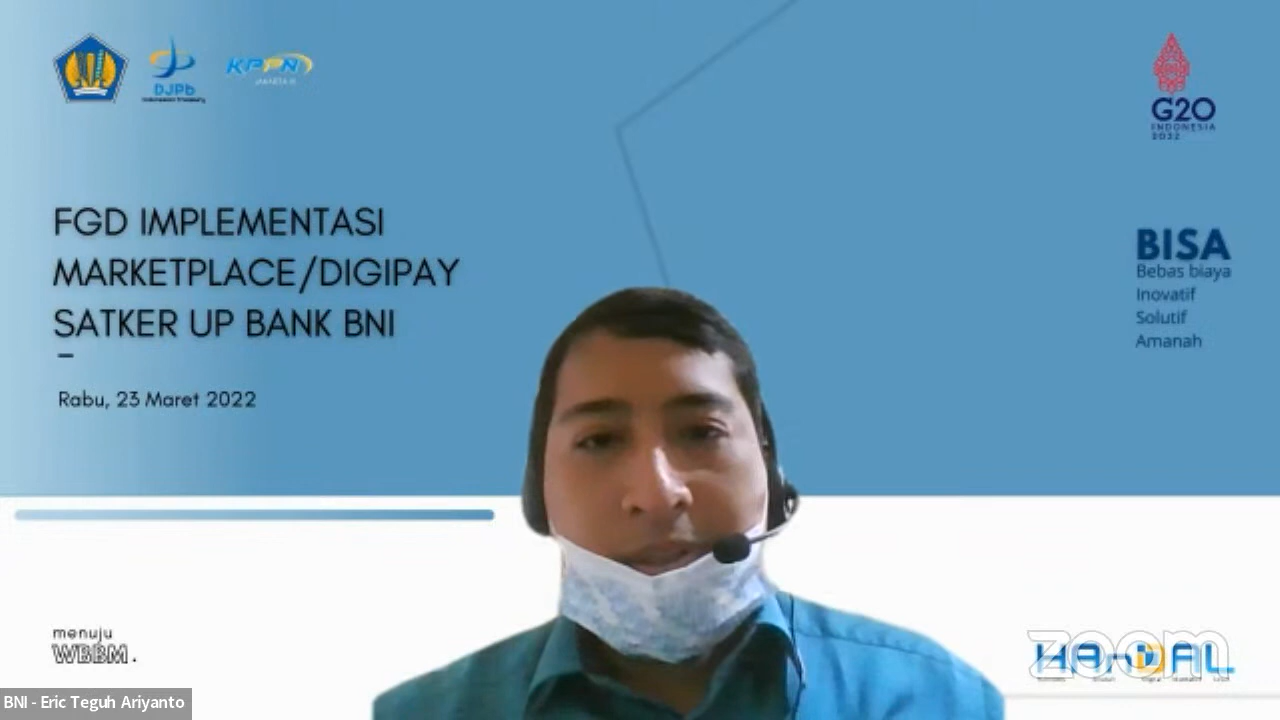 DJPb
KPPN
G20
INDONESIA
2022
FGD IMPLEMENTASI
MARKETPLACE/DIGIPAY
SATKER UP BANK BNI
Rabu, 23 Maret 2022
BISA
Bebas biaya
Inovatif
Solutif
Amanah
menuju
WBBM.
zoom
HAnDAL
BNI - Eric Teguh Ariyanto